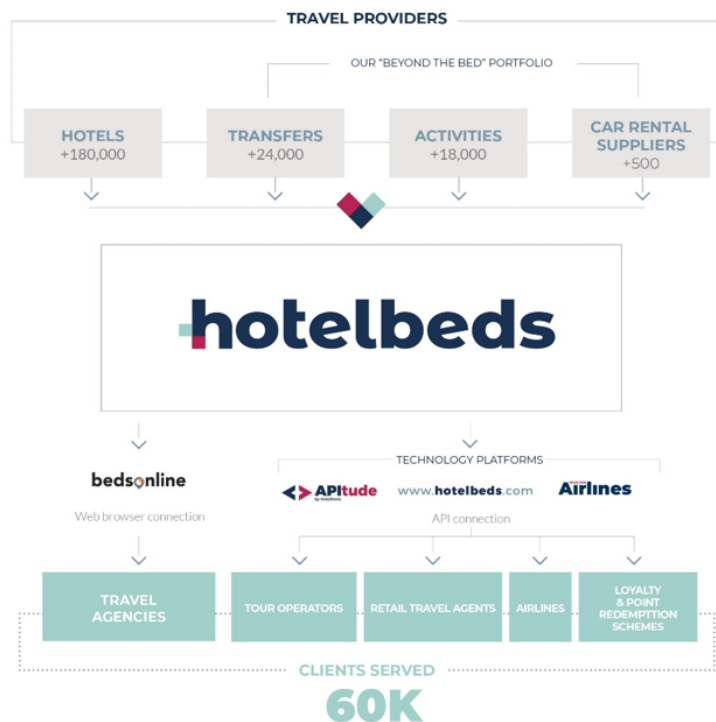 TRAVEL PROVIDERS
OUR "BEYOND THE BED" PORTFOLIO
HOTELS
+180,000
TRANSFERS
+24,000
ACTIVITIES
+18,000
CAR RENTAL
SUPPLIERS
+500
hotelbeds
bedsonline
Web browser connection
TECHNOLOGY PLATFORMS
APItude
by hotelbeds
www.hotelbeds.com
Airlines
API connection
TRAVEL
AGENCIES
TOUR OPERATORS
RETAIL TRAVEL AGENTS
AIRLINES
LOYALTY
& POINT
REDEMPTTION
SCHEMES
CLIENTS SERVED
60K